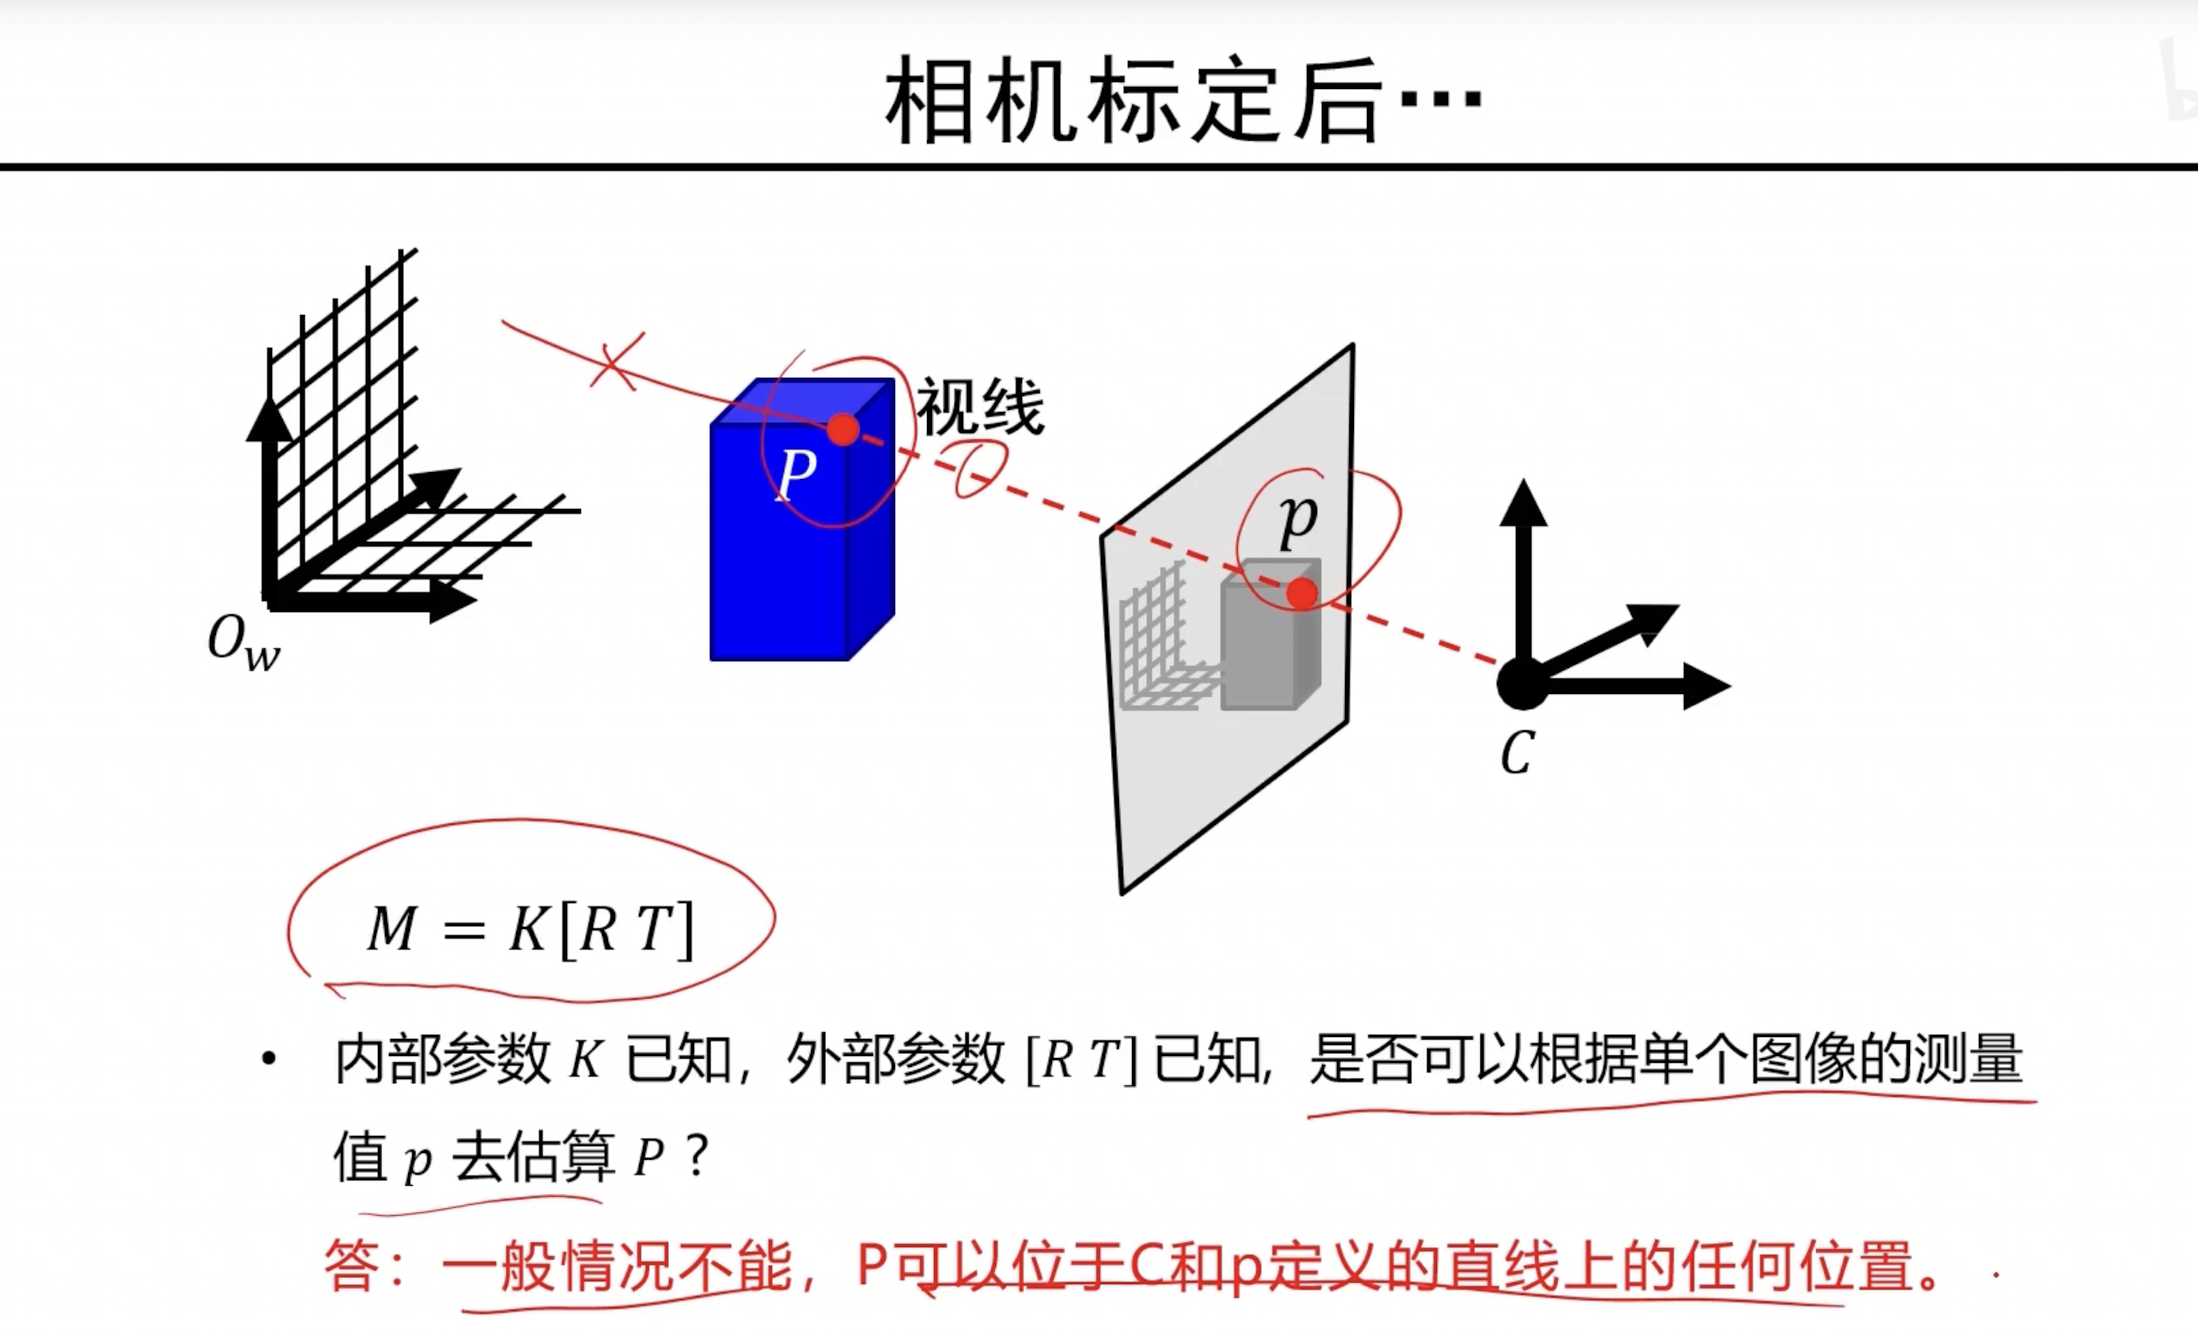 相机标定后…
视线
P
p
O_w
C
M = K[R T]
• 内部参数 K 已知，外部参数 [R T]已知, 是否可以根据单个图像的测量
值 p 去估算 P？
答：一般情况不能，P可以位于C和p定义的直线上的任何位置。